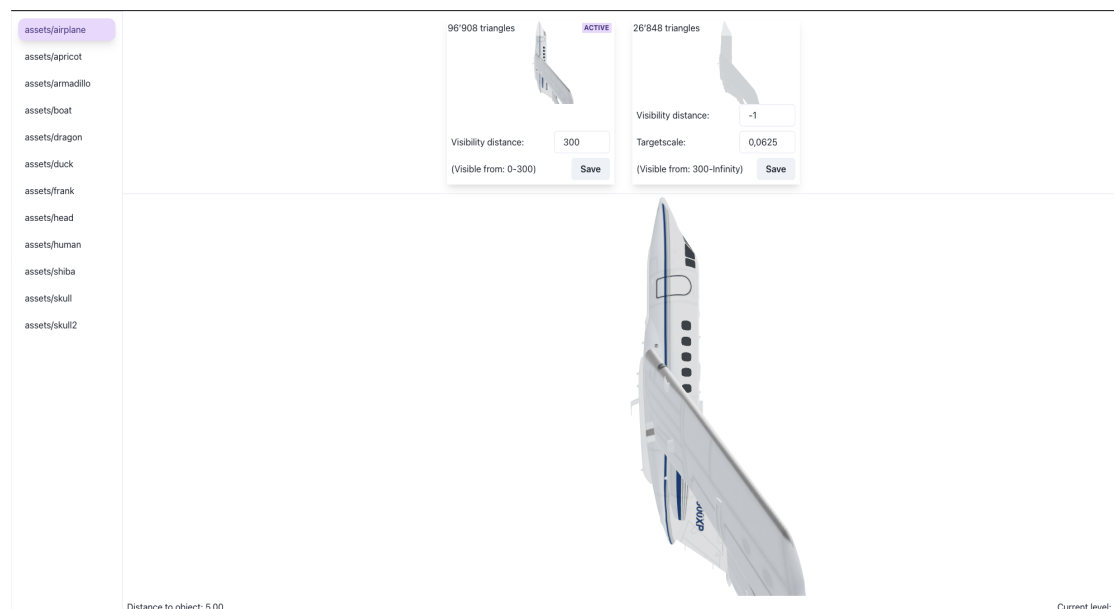 assets/airplane
assets/apricot
assets/armadillo
assets/boat
assets/dragon
assets/duck
assets/frank
assets/head
assets/human
assets/shiba
assets/skull
assets/skull2
96’908 triangles
ACTIVE
Visibility distance:
300
(Visible from: 0-300)
Save
26’848 triangles
Visibility distance:
-1
Targetscale:
0,0625
(Visible from: 300-Infinity)
Save
Distance to object: 5.00
Current level: